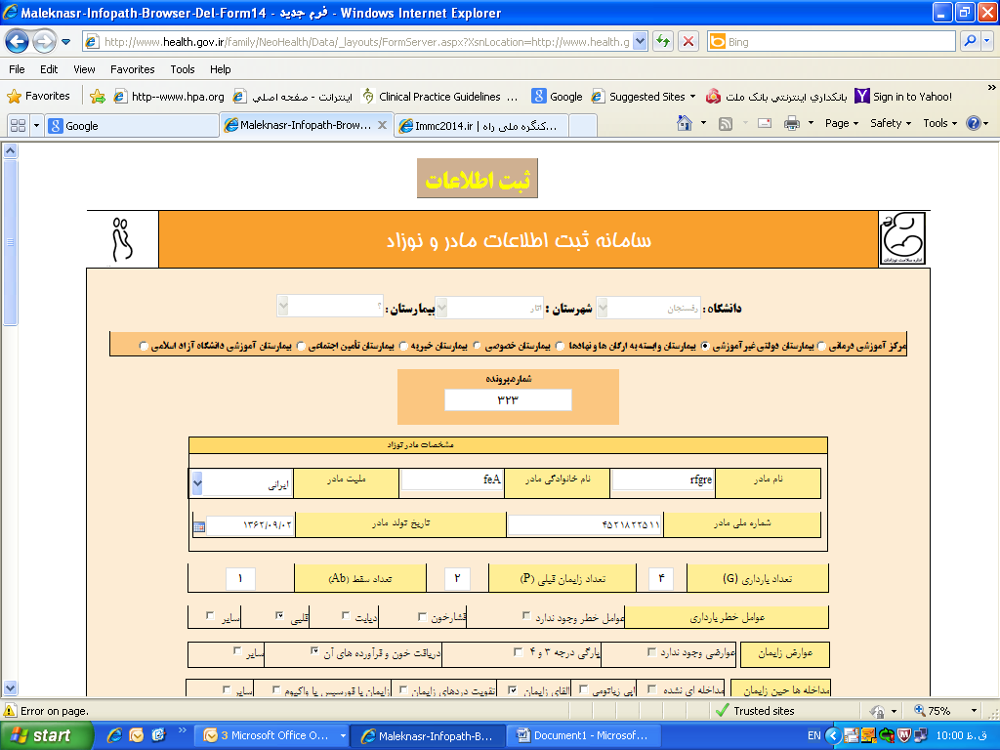 Maleknasr-Infopath-Browser-Del-Form14 - فرم جدید - Windows Internet Explorer
http://www.health.gov.ir/family/NeoHealth/Data/_layouts/FormServer.aspx?XsnLocation=http://www.health.g
Bing
File Edit View Favorites Tools Help
Favorites http--www.hpa.org اینترانت - صفحه اصلي Clinical Practice Guidelines ... Google Suggested Sites بانکداري اینترنتي بانک ملت Sign in to Yahoo! »
Google Maleknasr-Infopath-Brow... Immc2014.ir | کنگره ملی راه...
Page Safety Tools
ثبت اطلاعات
سامانه ثبت اطلاعات مادر و نوزاد
اداره سلامت نوزادان
دانشگاه : رفسنجان شهرستان : انار بیمارستان : ؟
مرکز آموزشی درمانی بیمارستان دولتی غیر آموزشی بیمارستان وابسته به ارگان ها و نهادها بیمارستان خصوصی بیمارستان خیریه بیمارستان تأمین اجتماعی بیمارستان آموزشی دانشگاه آزاد اسلامی
شماره پرونده
۳۲۳
مشخصات مادر نوزاد
نام مادر rfgre نام خانوادگی مادر feA ملیت مادر ایرانی
شماره ملی مادر ۴۵۲۱۸۲۲۵۱۱ تاریخ تولد مادر ۱۳۶۲/۰۹/۰۲
تعداد بارداری (G) ۴ تعداد زایمان قبلی (P) ۲ تعداد سقط (Ab) ۱
عوامل خطر بارداری عوامل خطر وجود ندارد فشارخون دیابت قلبی سایر
عوارض زایمان عوارضی وجود ندارد پارگی درجه ۳ و ۴ دریافت خون و فرآورده های آن سایر
مداخله ها حین زایمان مداخله ای نشده اپی زیاتومی القای زایمان تقویت دردهای زایمان زایمان با فورسپس یا واکیوم سایر
Error on page. Trusted sites 75%
start » 3 Microsoft Office O... Maleknasr-Infopath-B... Document1 - Microsof... EN 10:00 ق.ظ